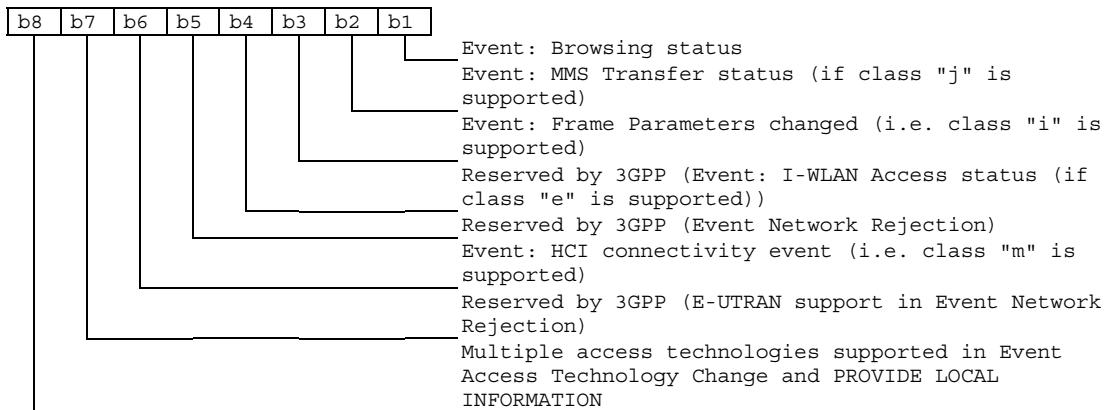 b8 b7 b6 b5 b4 b3 b2 b1
Event: Browsing status
Event: MMS Transfer status (if class "j" is
supported)
Event: Frame Parameters changed (i.e. class "i" is
supported)
Reserved by 3GPP (Event: I-WLAN Access status (if
class "e" is supported))
Reserved by 3GPP (Event Network Rejection)
Event: HCI connectivity event (i.e. class "m" is
supported)
Reserved by 3GPP (E-UTRAN support in Event Network
Rejection)
Multiple access technologies supported in Event
Access Technology Change and PROVIDE LOCAL
INFORMATION